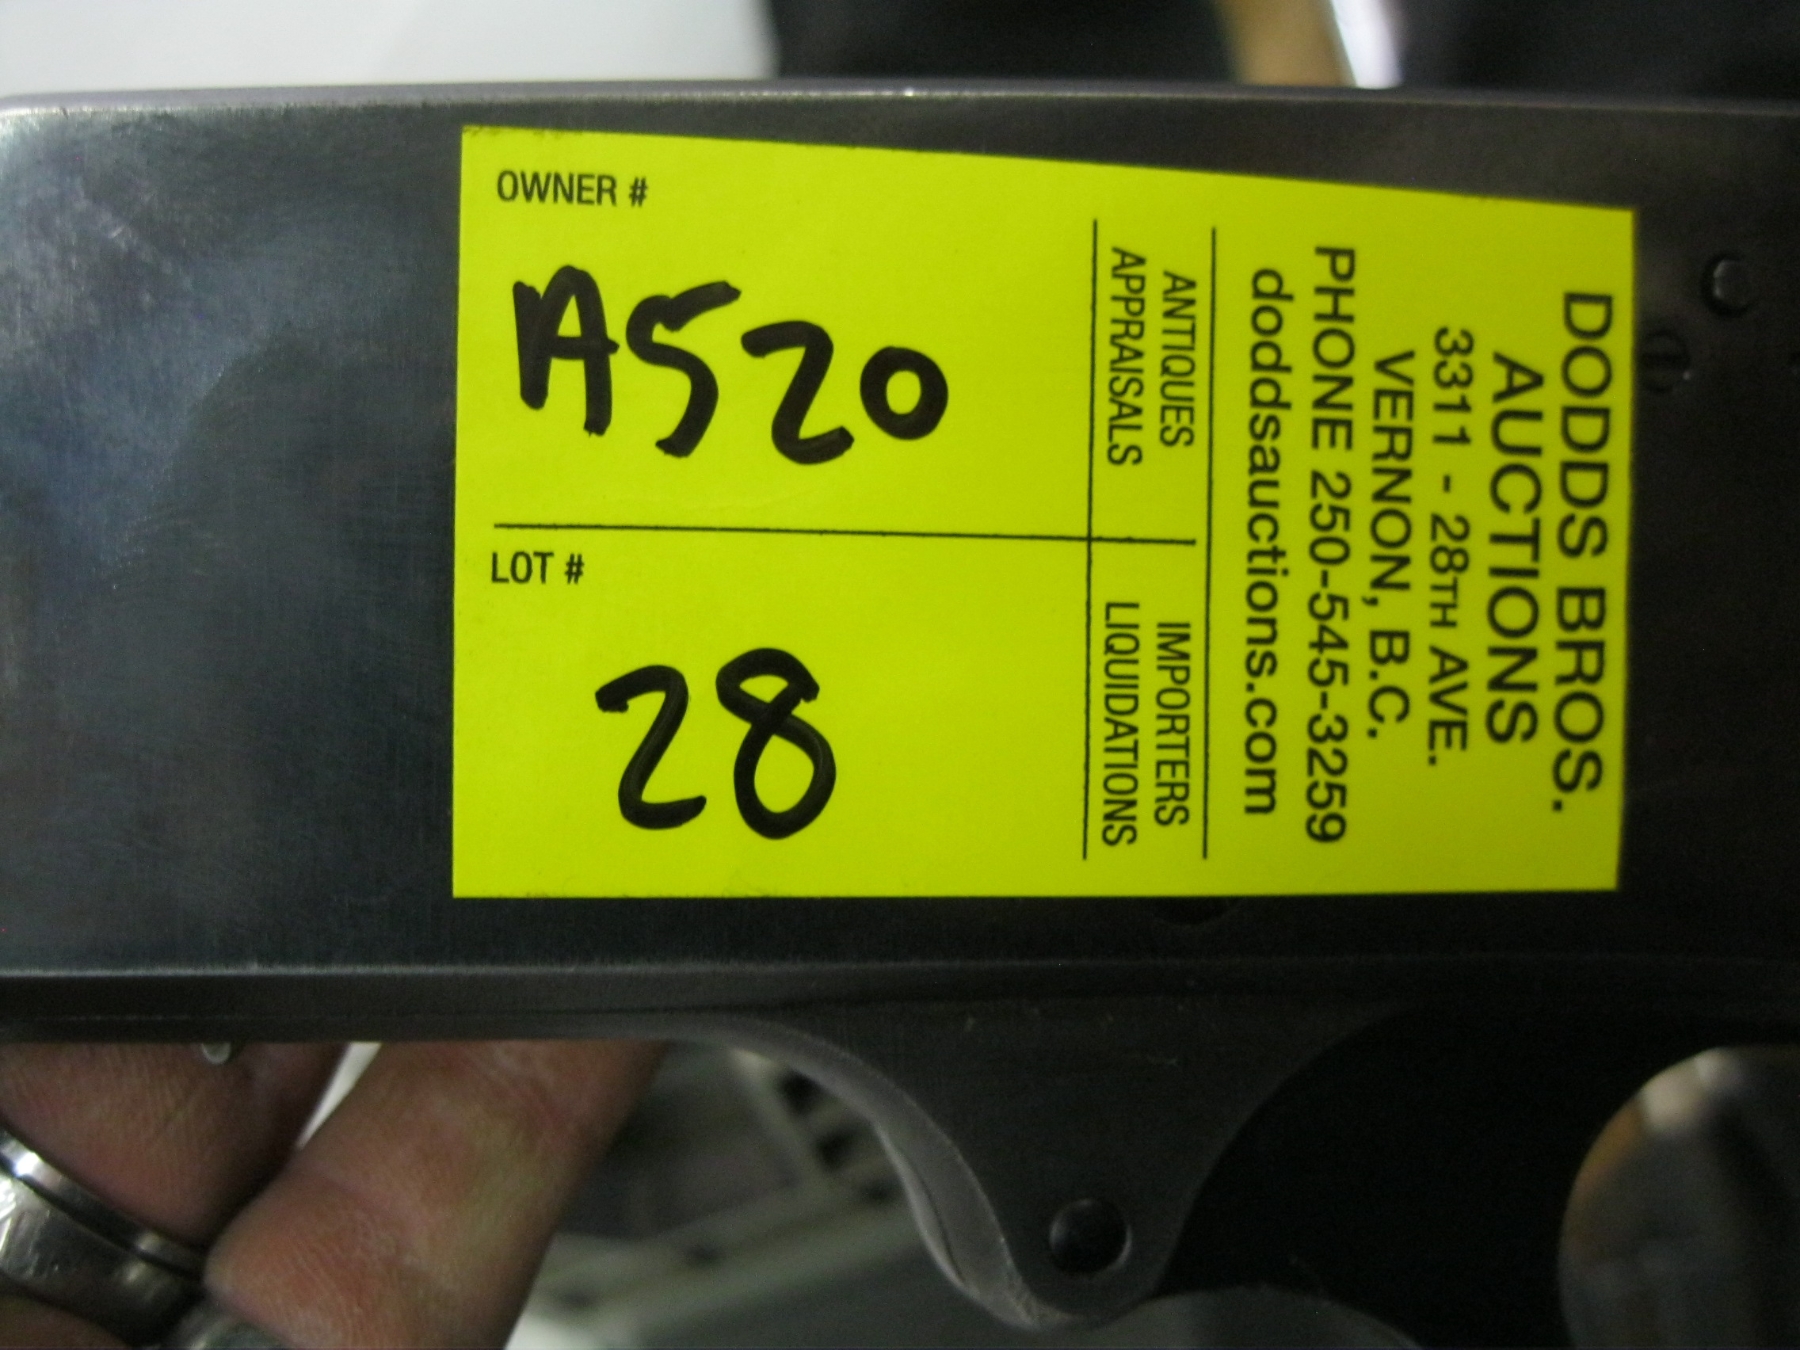 OWNER #
A520
LOT #
28
DODDS BROS.
AUCTIONS
3311 - 28TH AVE.
VERNON, B.C.
PHONE 250-545-3259
doddsauctions.com
ANTIQUES IMPORTERS
APPRAISALS LIQUIDATIONS